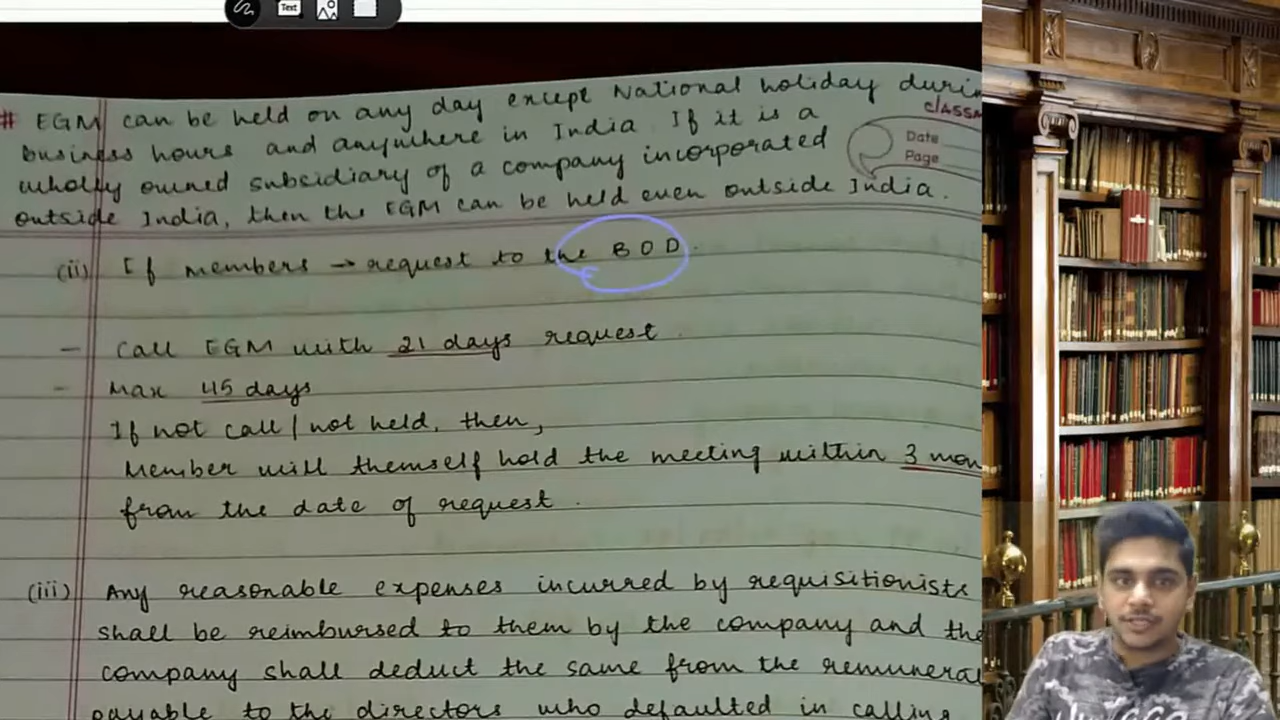 Text
# EGM can be held on any day except National holiday durin
business hours and anywhere in India If it is a
wholly owned subsidiary of a company incorporated
outside India, then the EGM can be held even outside India.
classm
Date
Page
(ii) If members → request to the BOD.
- Call EGM with 21 days request.
- Max 45 days
If not call/not held, then,
Member will themself hold the meeting within 3 mon
from the date of request.
(iii) Any reasonable expenses incurred by requisitionists
shall be reimbursed to them by the company and the
company shall deduct the same from the remunera
payable to the directors who defaulted in calling